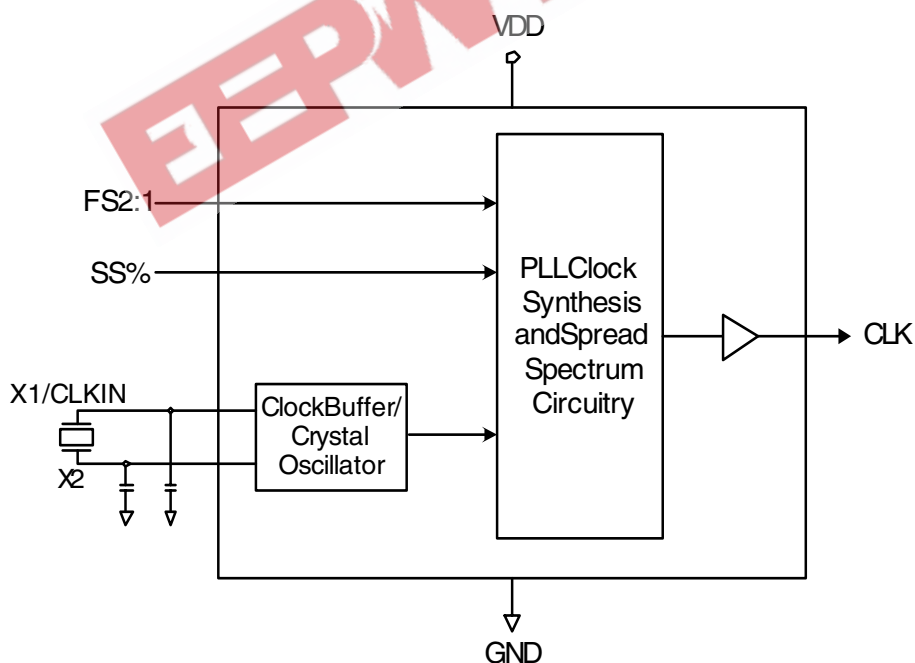 VDD
FS2:1
SS%
PLLClock
Synthesis
andSpread
Spectrum
Circuitry
CLK
X1/CLKIN
X2
ClockBuffer/
Crystal
Oscillator
GND